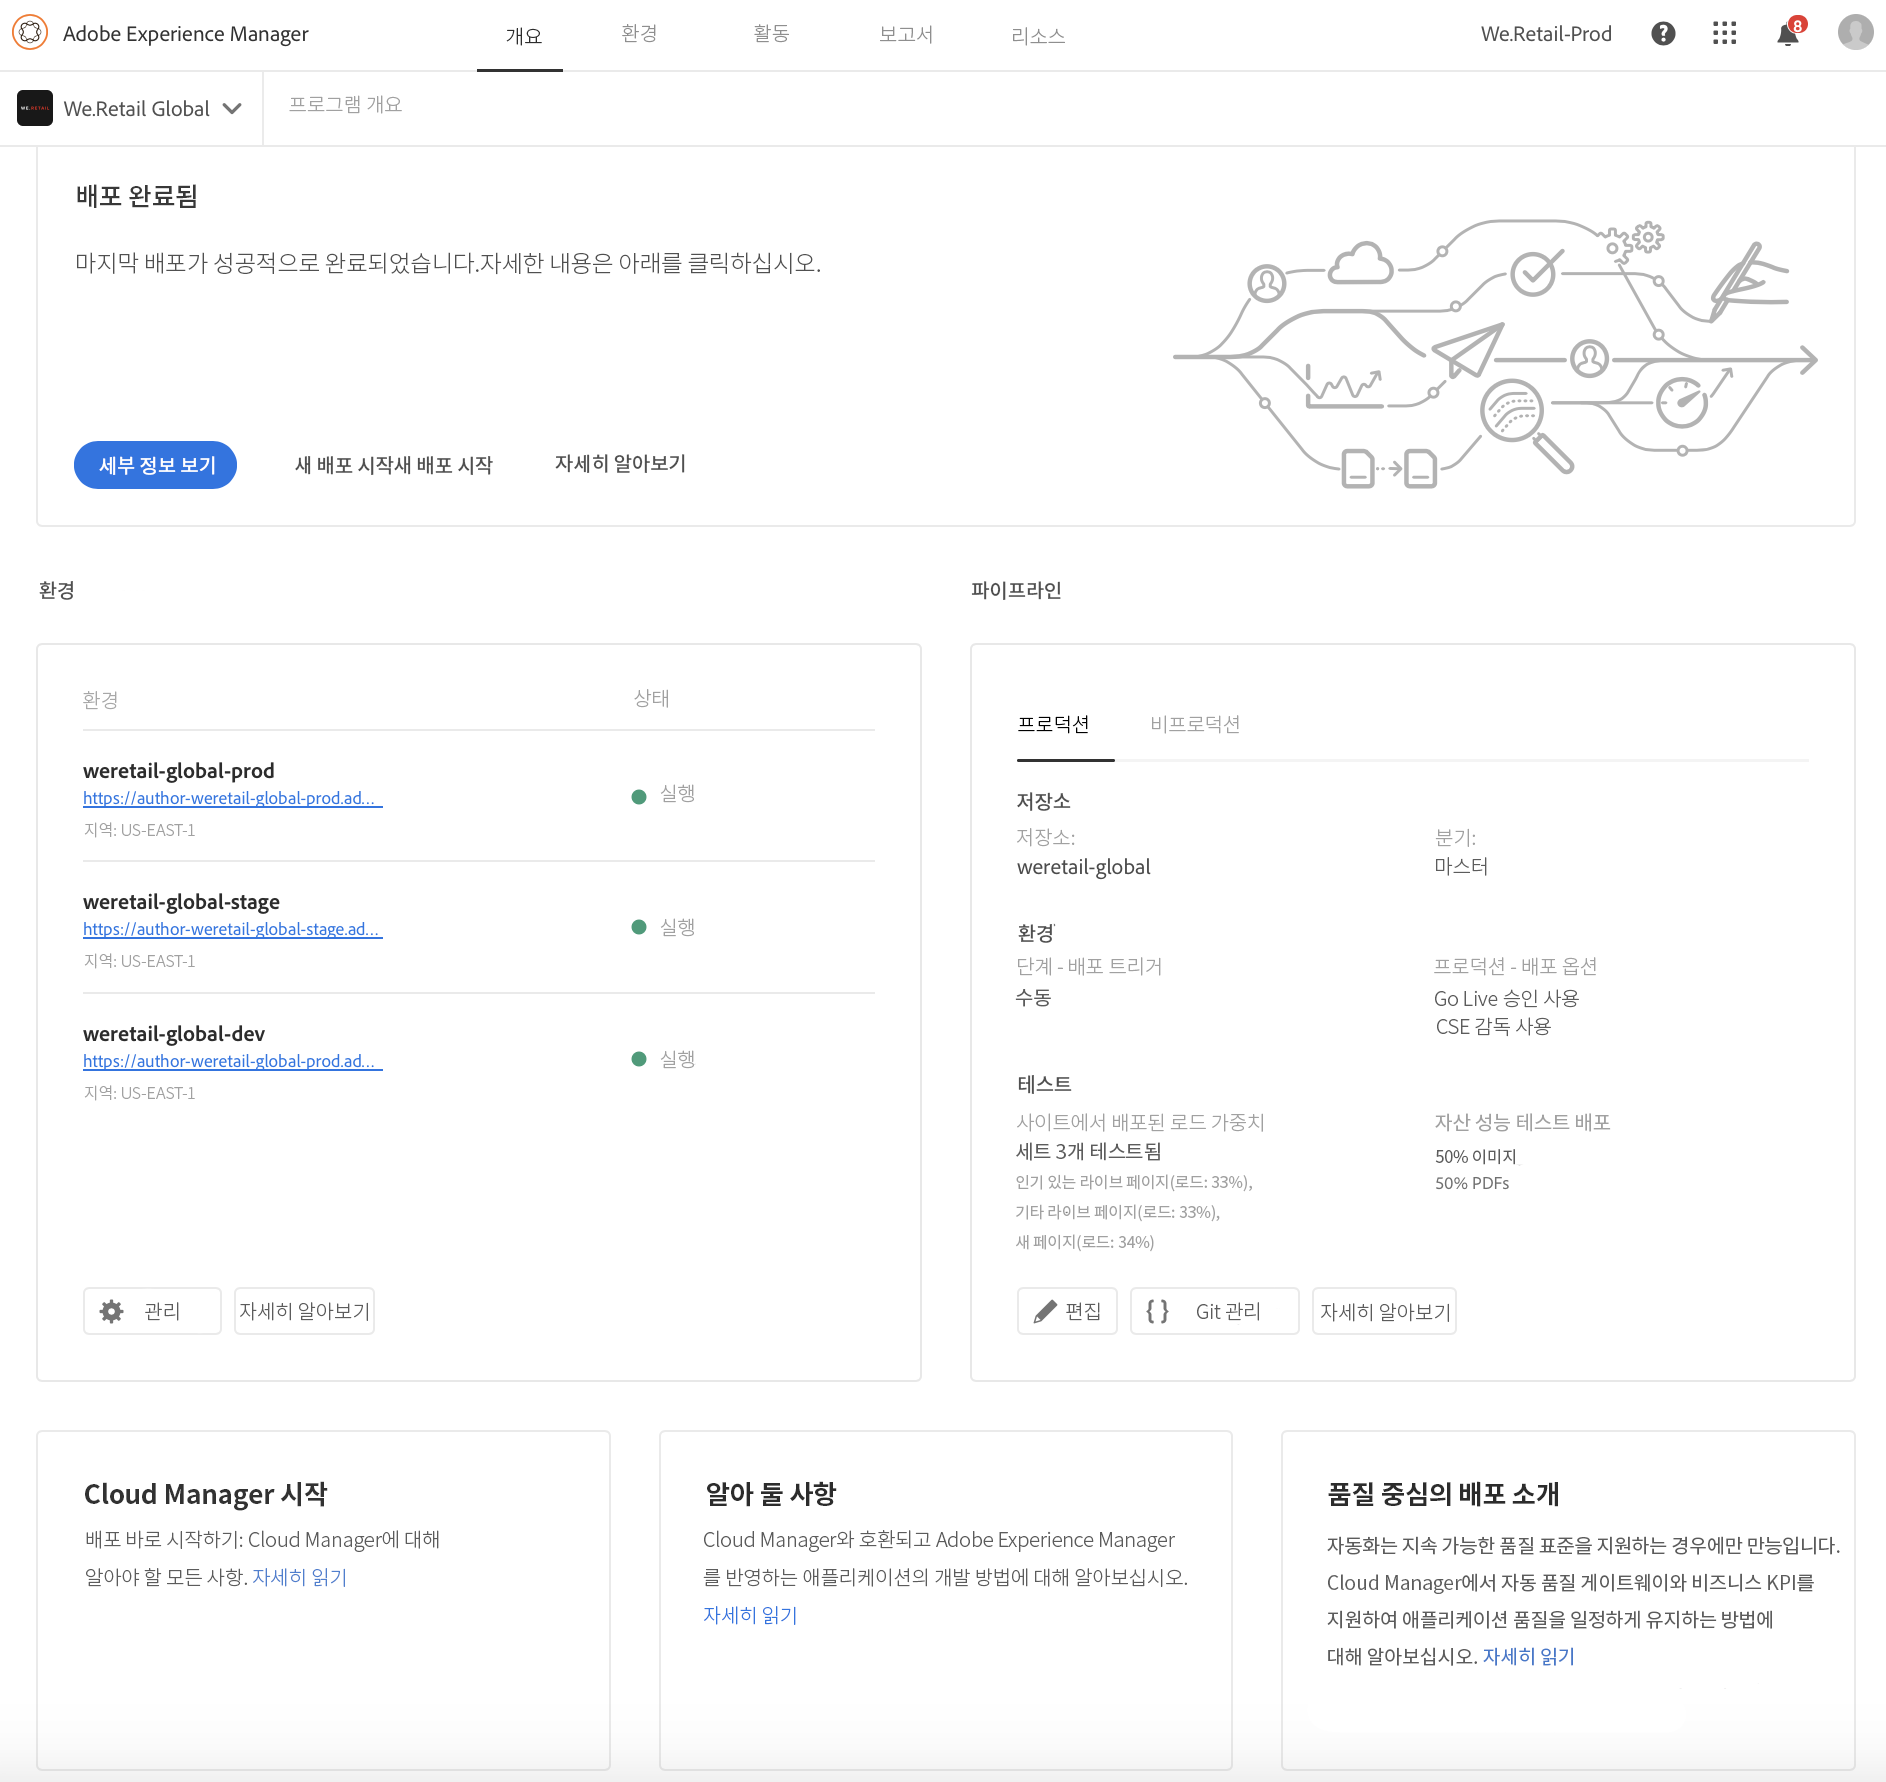 Adobe Experience Manager
개요
환경
활동
보고서
리소스
We.Retail-Prod
8
WE.RETAIL
We.Retail Global
프로그램 개요
배포 완료됨
마지막 배포가 성공적으로 완료되었습니다.자세한 내용은 아래를 클릭하십시오.
세부 정보 보기
새 배포 시작새 배포 시작
자세히 알아보기
환경
환경
상태
weretail-global-prod
https://author-weretail-global-prod.ad...
지역: US-EAST-1
실행
weretail-global-stage
https://author-weretail-global-stage.ad...
지역: US-EAST-1
실행
weretail-global-dev
https://author-weretail-global-prod.ad...
지역: US-EAST-1
실행
관리
자세히 알아보기
파이프라인
프로덕션
비프로덕션
저장소
저장소:
weretail-global
분기:
마스터
환경
단계 - 배포 트리거
수동
프로덕션 - 배포 옵션
Go Live 승인 사용
CSE 감독 사용
테스트
사이트에서 배포된 로드 가중치
세트 3개 테스트됨
인기 있는 라이브 페이지(로드: 33%),
기타 라이브 페이지(로드: 33%),
새 페이지(로드: 34%)
자산 성능 테스트 배포
50% 이미지
50% PDFs
편집
Git 관리
자세히 알아보기
Cloud Manager 시작
배포 바로 시작하기: Cloud Manager에 대해
알아야 할 모든 사항. 자세히 읽기
알아 둘 사항
Cloud Manager와 호환되고 Adobe Experience Manager
를 반영하는 애플리케이션의 개발 방법에 대해 알아보십시오.
자세히 읽기
품질 중심의 배포 소개
자동화는 지속 가능한 품질 표준을 지원하는 경우에만 만능입니다.
Cloud Manager에서 자동 품질 게이트웨이와 비즈니스 KPI를
지원하여 애플리케이션 품질을 일정하게 유지하는 방법에
대해 알아보십시오. 자세히 읽기